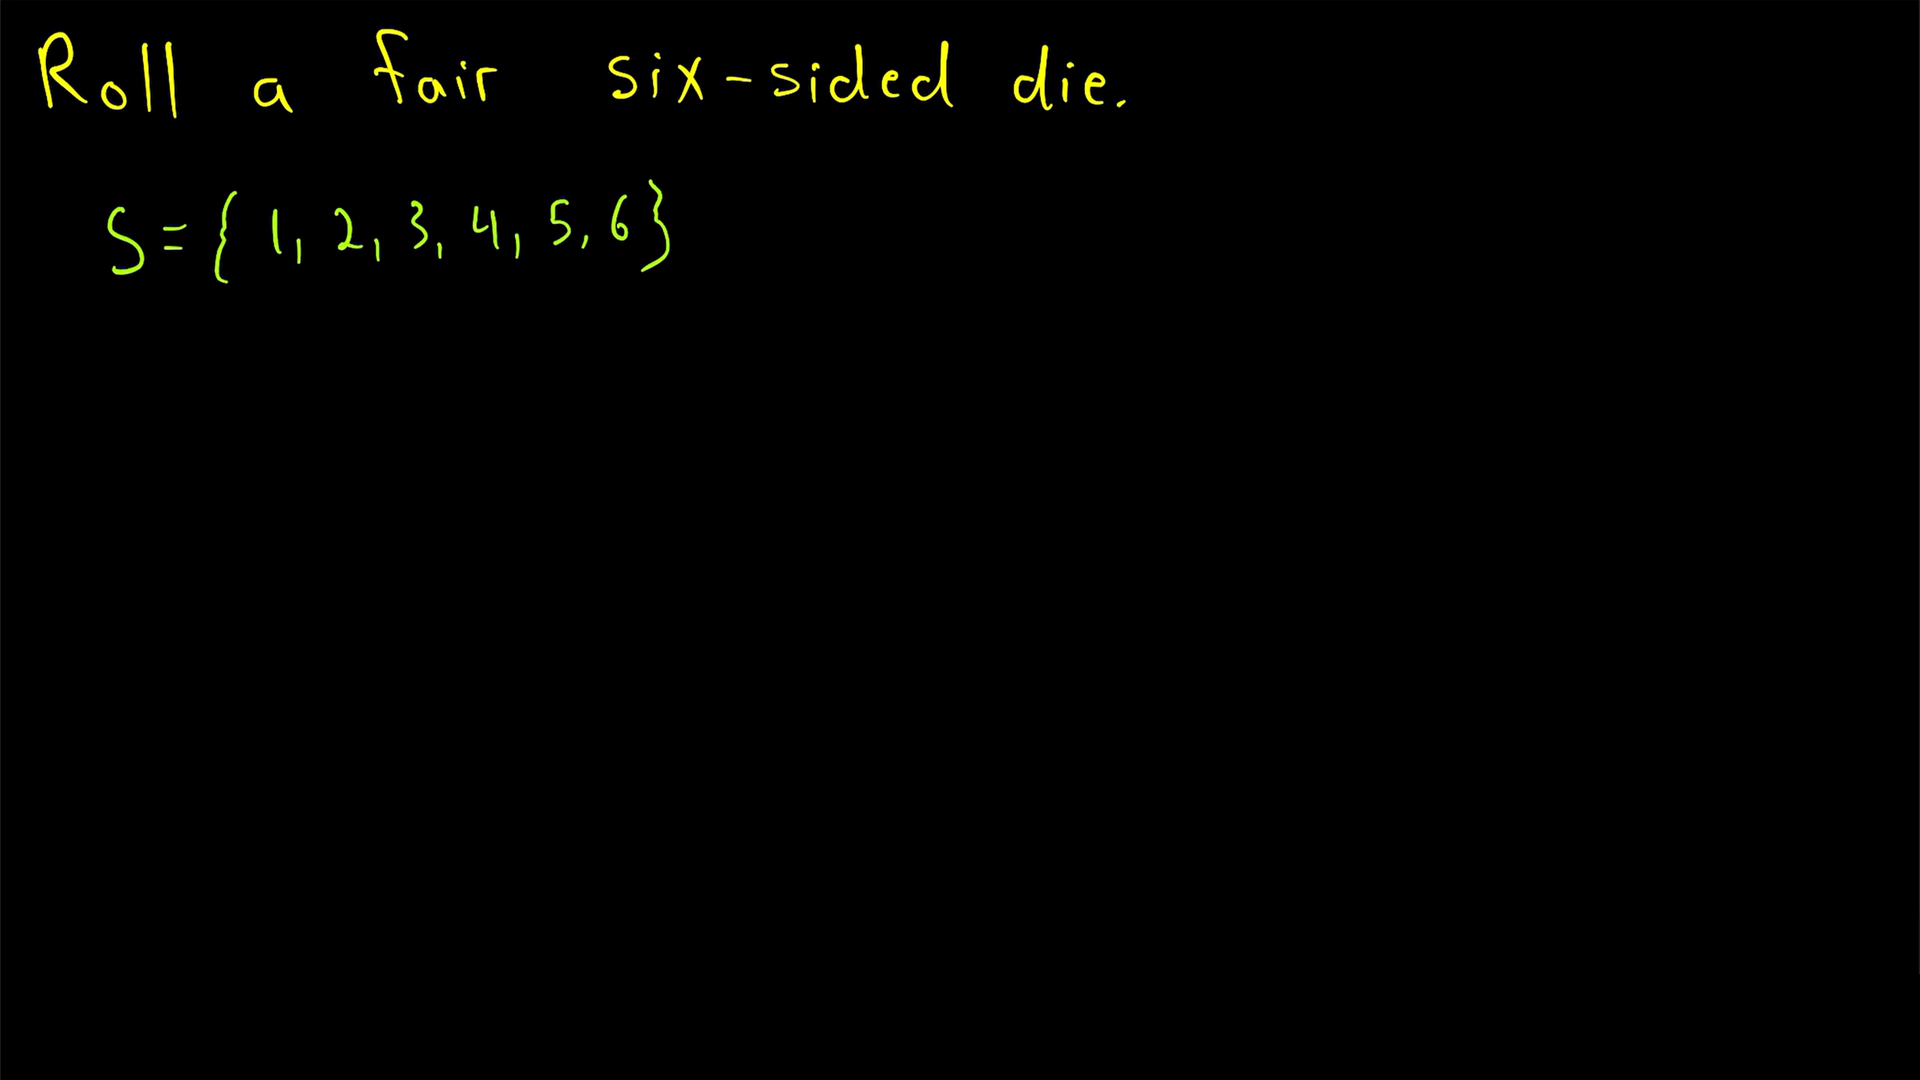 Roll a fair six-sided die.
S = { 1, 2, 3, 4, 5, 6 }